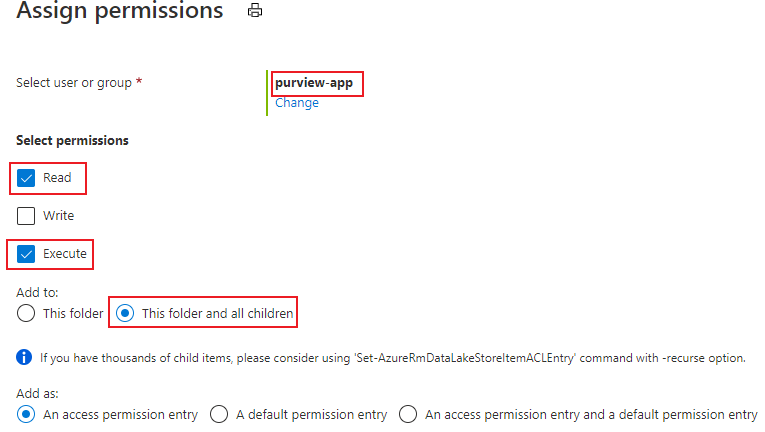 Assign permissions
Select user or group *
purview-app
Change
Select permissions
Read
Write
Execute
Add to:
This folder This folder and all children
If you have thousands of child items, please consider using 'Set-AzureRmDataLakeStoreItemACLEntry' command with -recurse option.
Add as:
An access permission entry A default permission entry An access permission entry and a default permission entry